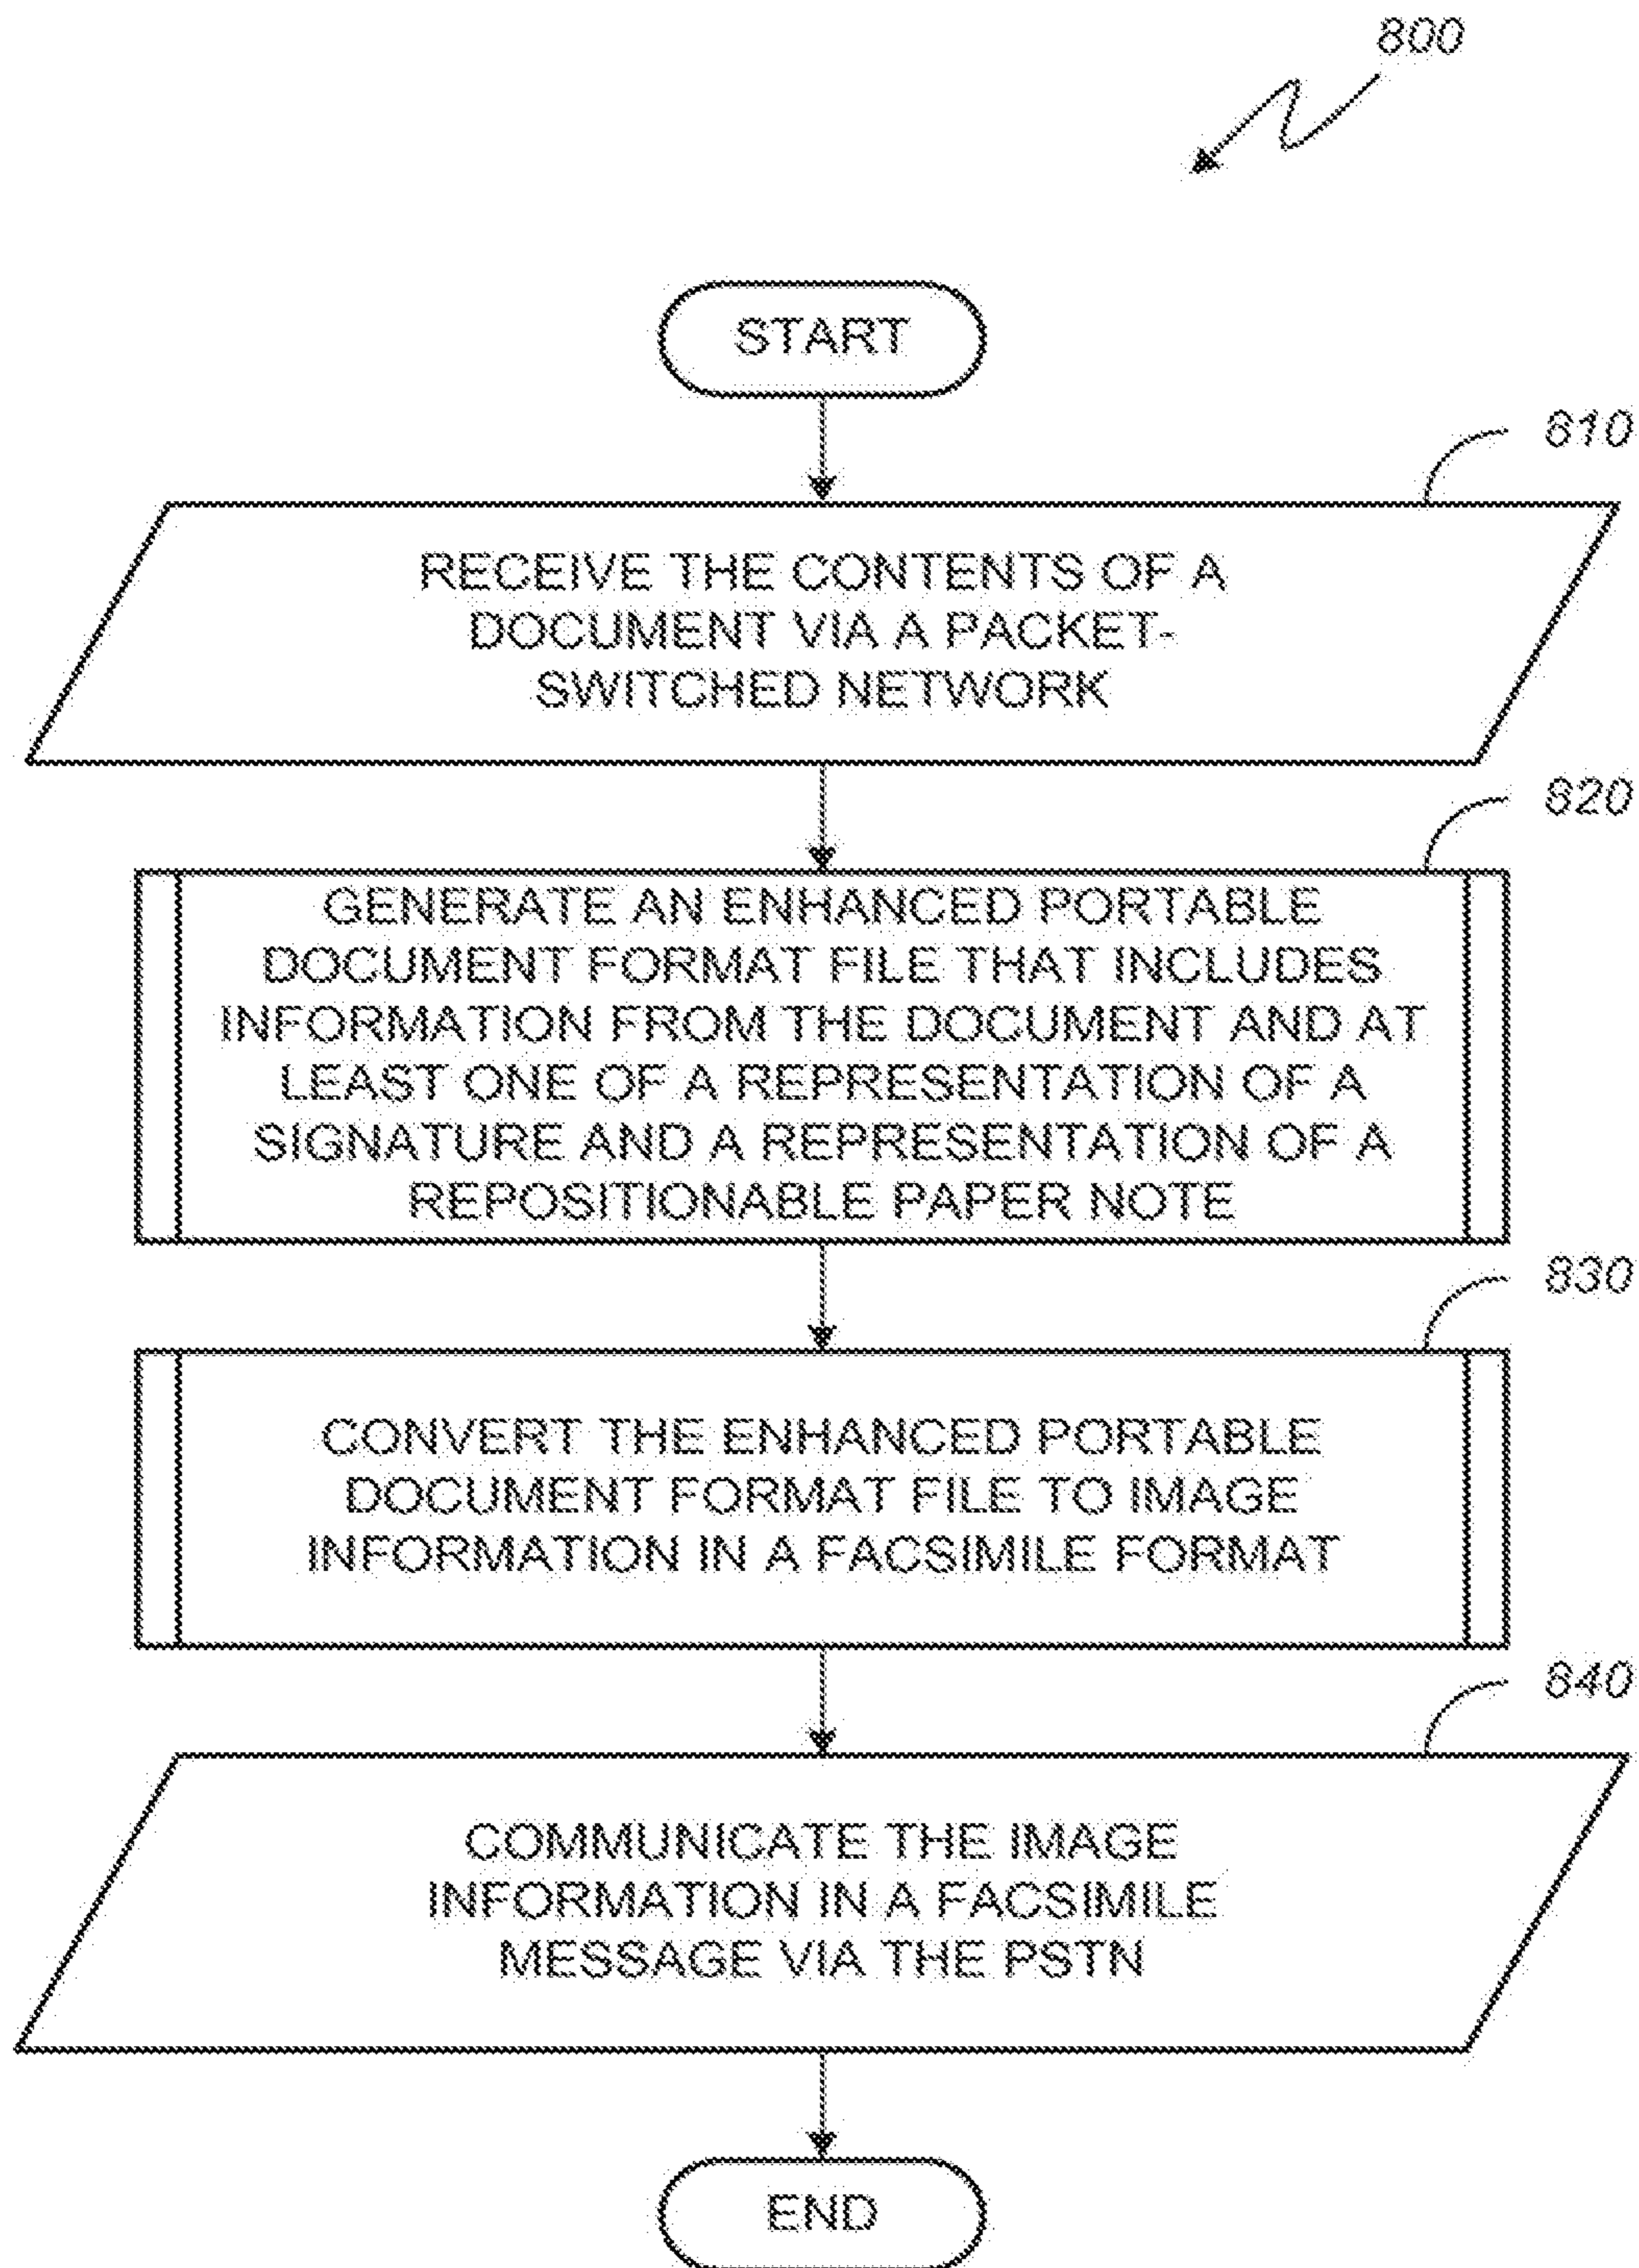 800
START
810
RECEIVE THE CONTENTS OF A
DOCUMENT VIA A PACKET-
SWITCHED NETWORK
820
GENERATE AN ENHANCED PORTABLE
DOCUMENT FORMAT FILE THAT INCLUDES
INFORMATION FROM THE DOCUMENT AND AT
LEAST ONE OF A REPRESENTATION OF A
SIGNATURE AND A REPRESENTATION OF A
REPOSITIONABLE PAPER NOTE
830
CONVERT THE ENHANCED PORTABLE
DOCUMENT FORMAT FILE TO IMAGE
INFORMATION IN A FACSIMILE FORMAT
840
COMMUNICATE THE IMAGE
INFORMATION IN A FACSIMILE
MESSAGE VIA THE PSTN
END